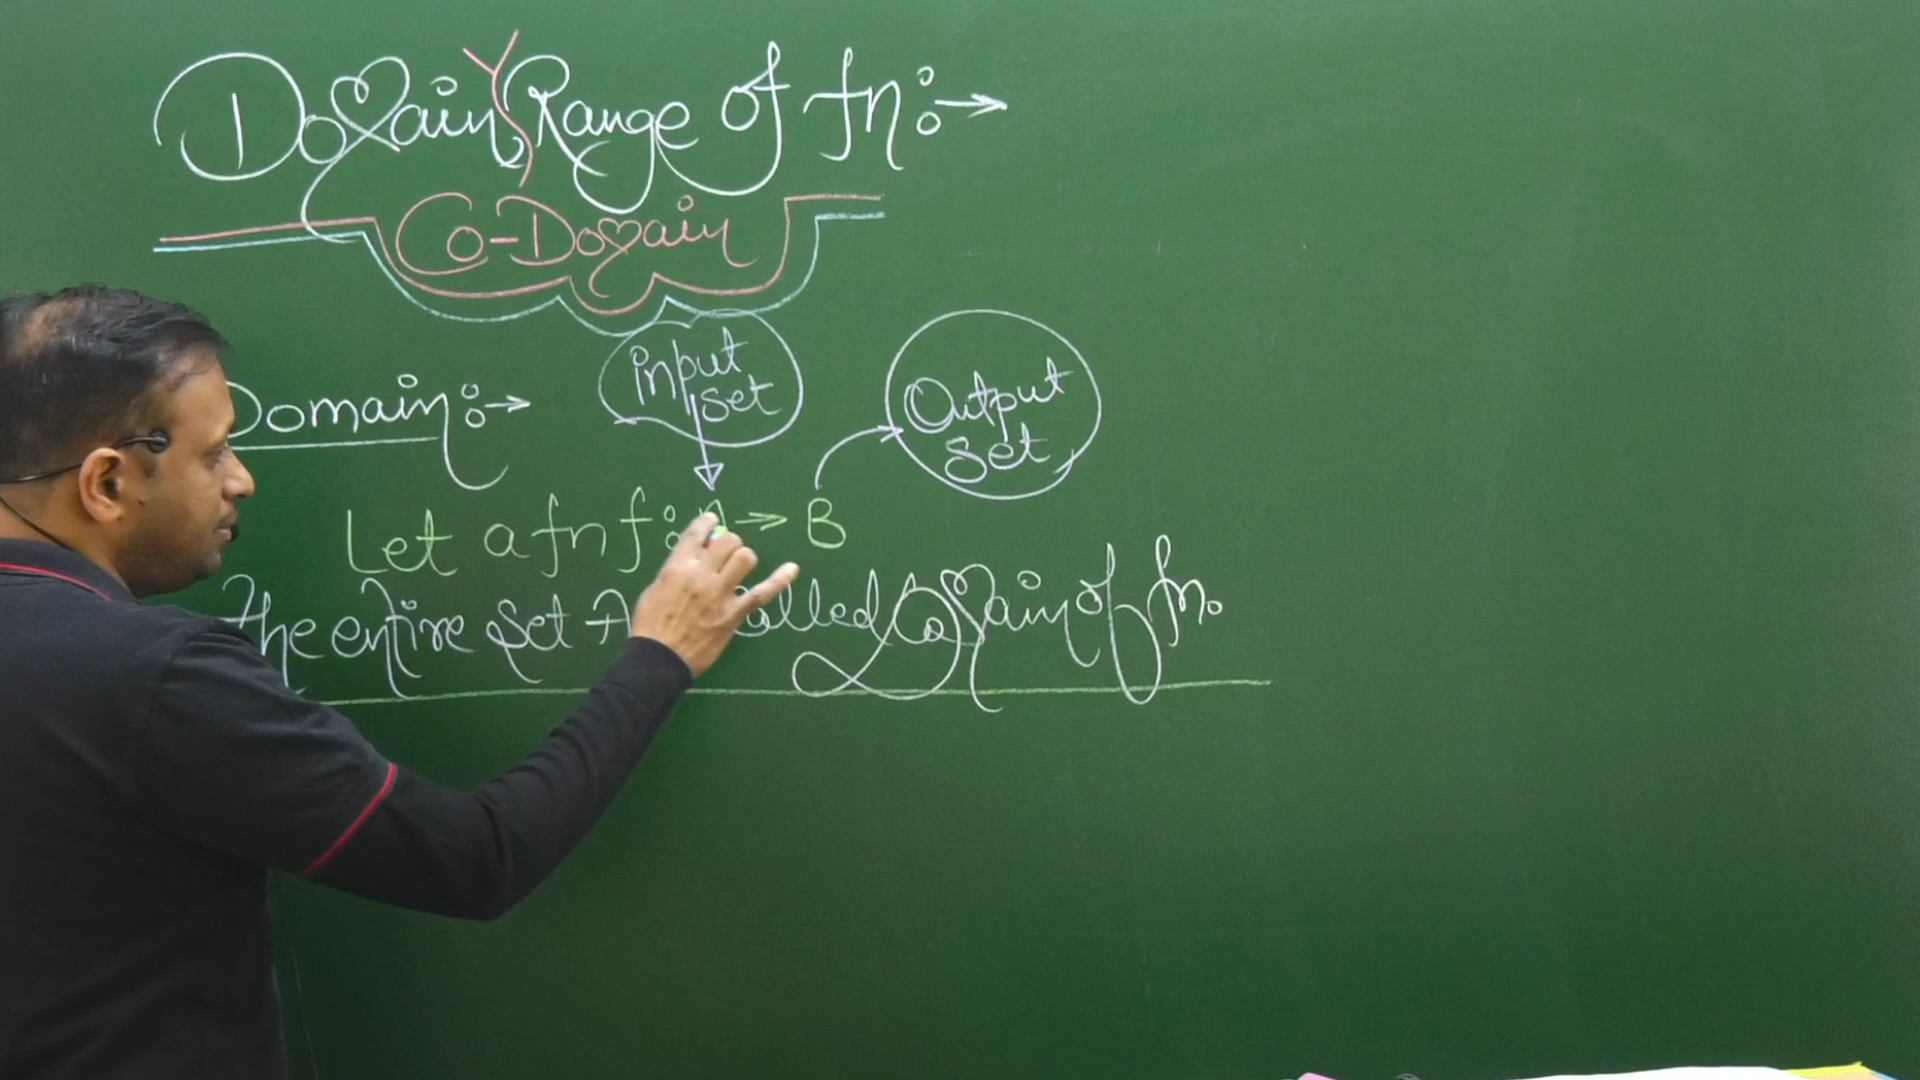 Domain Range of fn :→
Co-Domain
Domain :→
input set
Output set
Let a fn f : A → B
The entire set A called Domain of fn.